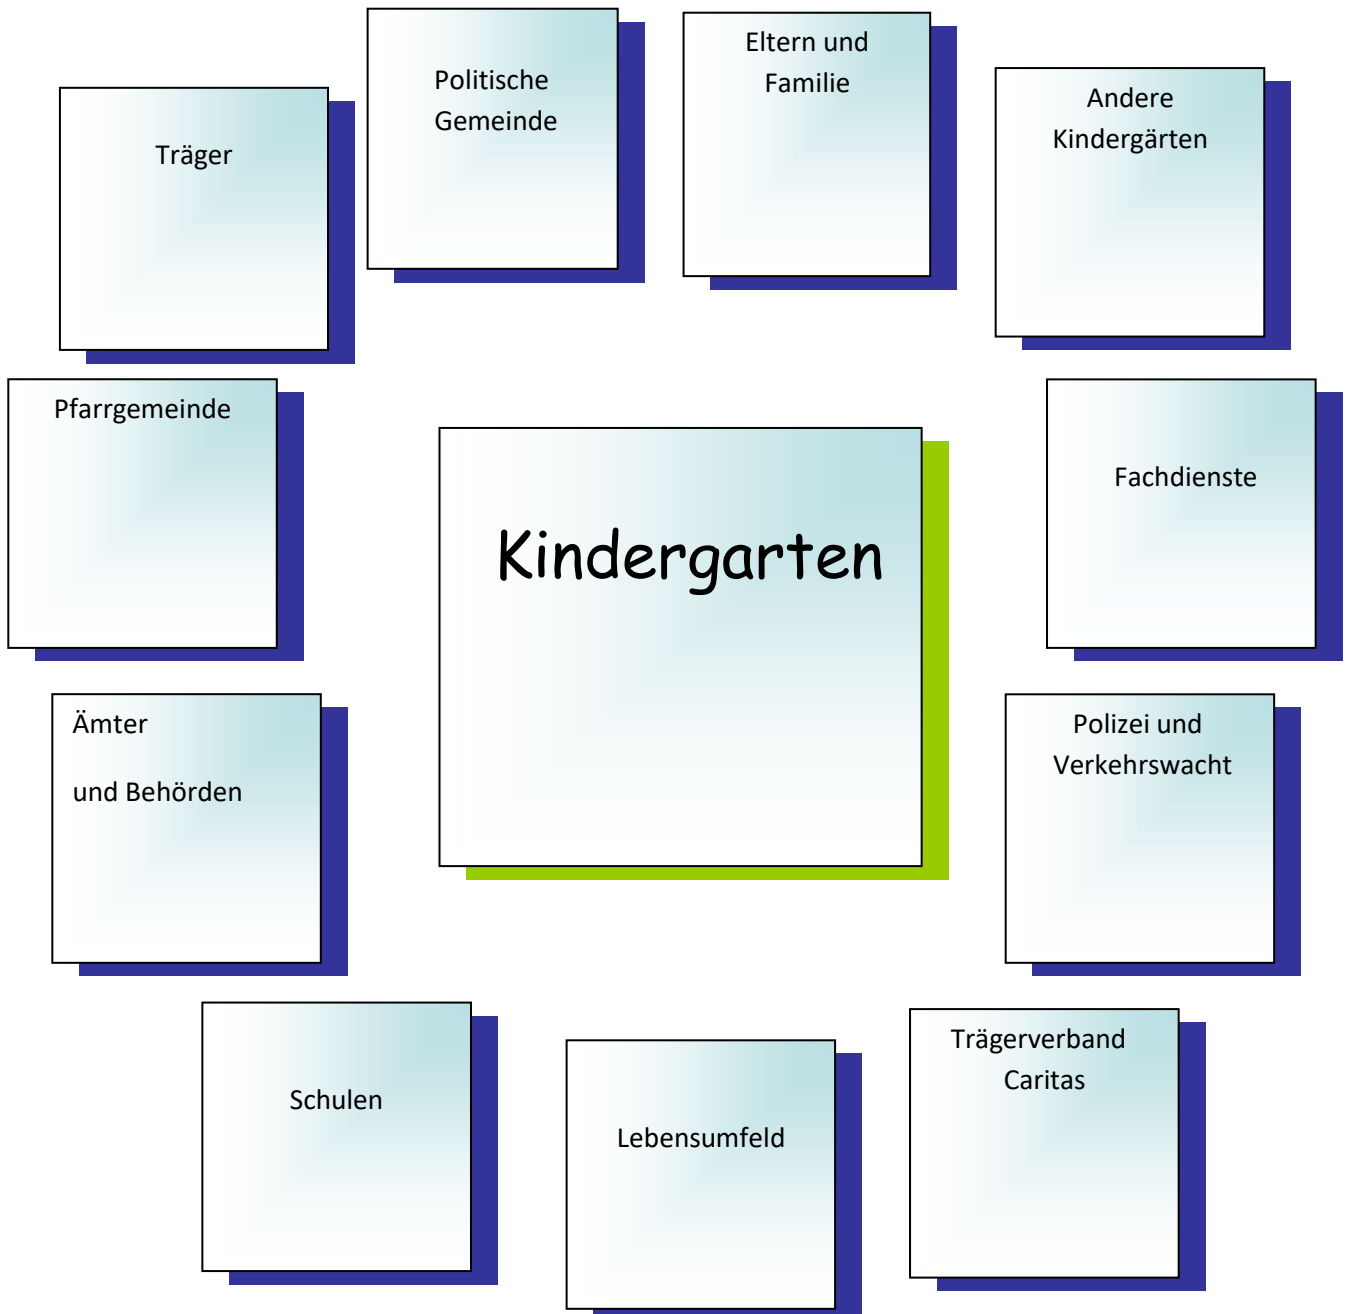 Politische
Gemeinde
Eltern und
Familie
Andere
Kindergärten
Träger
Pfarrgemeinde
Fachdienste
Kindergarten
Ämter
und Behörden
Polizei und
Verkehrswacht
Schulen
Lebensumfeld
Trägerverband
Caritas